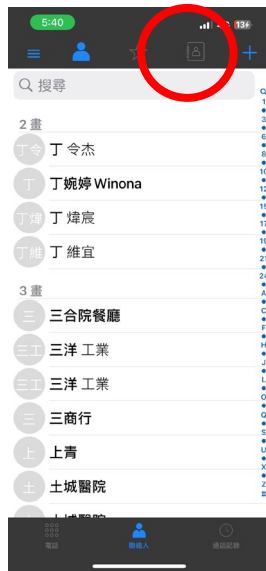 5:40
搜尋
2 畫
丁令 丁 令杰
丁 丁婉婷 Winona
丁煒 丁 煒宸
丁維 丁 維宜
3 畫
三 三合院餐廳
三工 三洋 工業
三工 三洋 工業
三 三商行
上 上青
土 土城醫院
電話 聯絡人 通話記錄